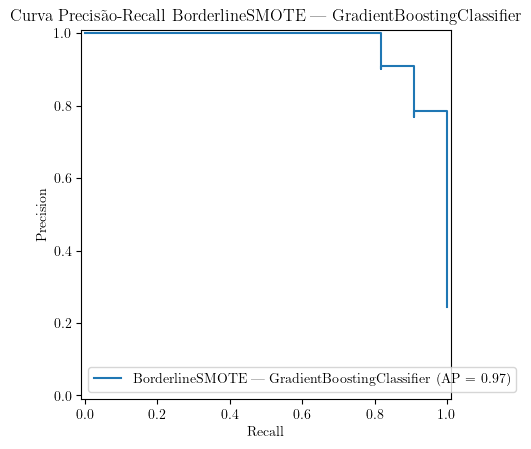 Curva Precisão-Recall BorderlineSMOTE — GradientBoostingClassifier
1.0
0.8
0.6
0.4
0.2
0.0
Precision
BorderlineSMOTE — GradientBoostingClassifier (AP = 0.97)
0.0 0.2 0.4 0.6 0.8 1.0
Recall